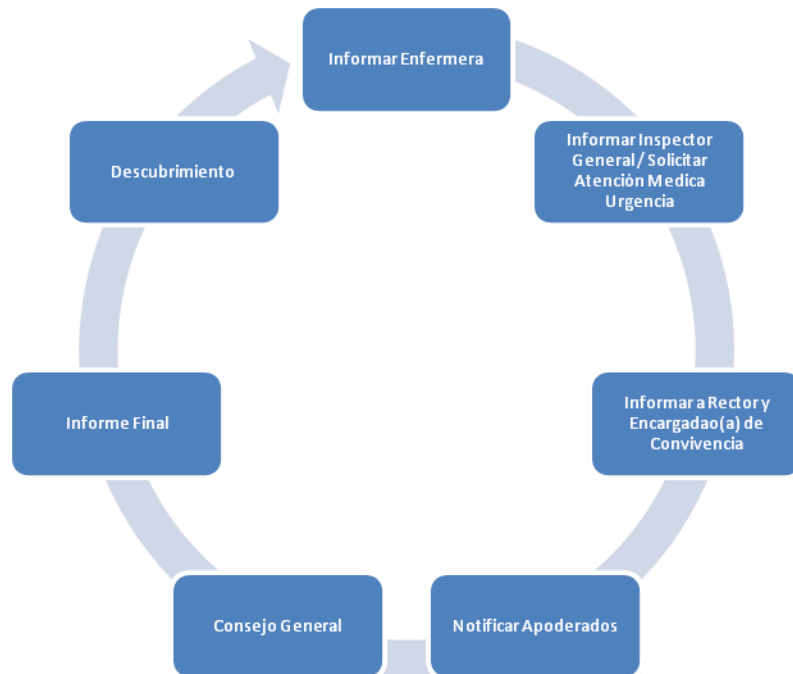 Informar Enfermera
Informar Inspector
General / Solicitar
Atención Medica
Urgencia
Informar a Rector y
Encargadao(a) de
Convivencia
Notificar Apoderados
Consejo General
Informe Final
Descubrimiento